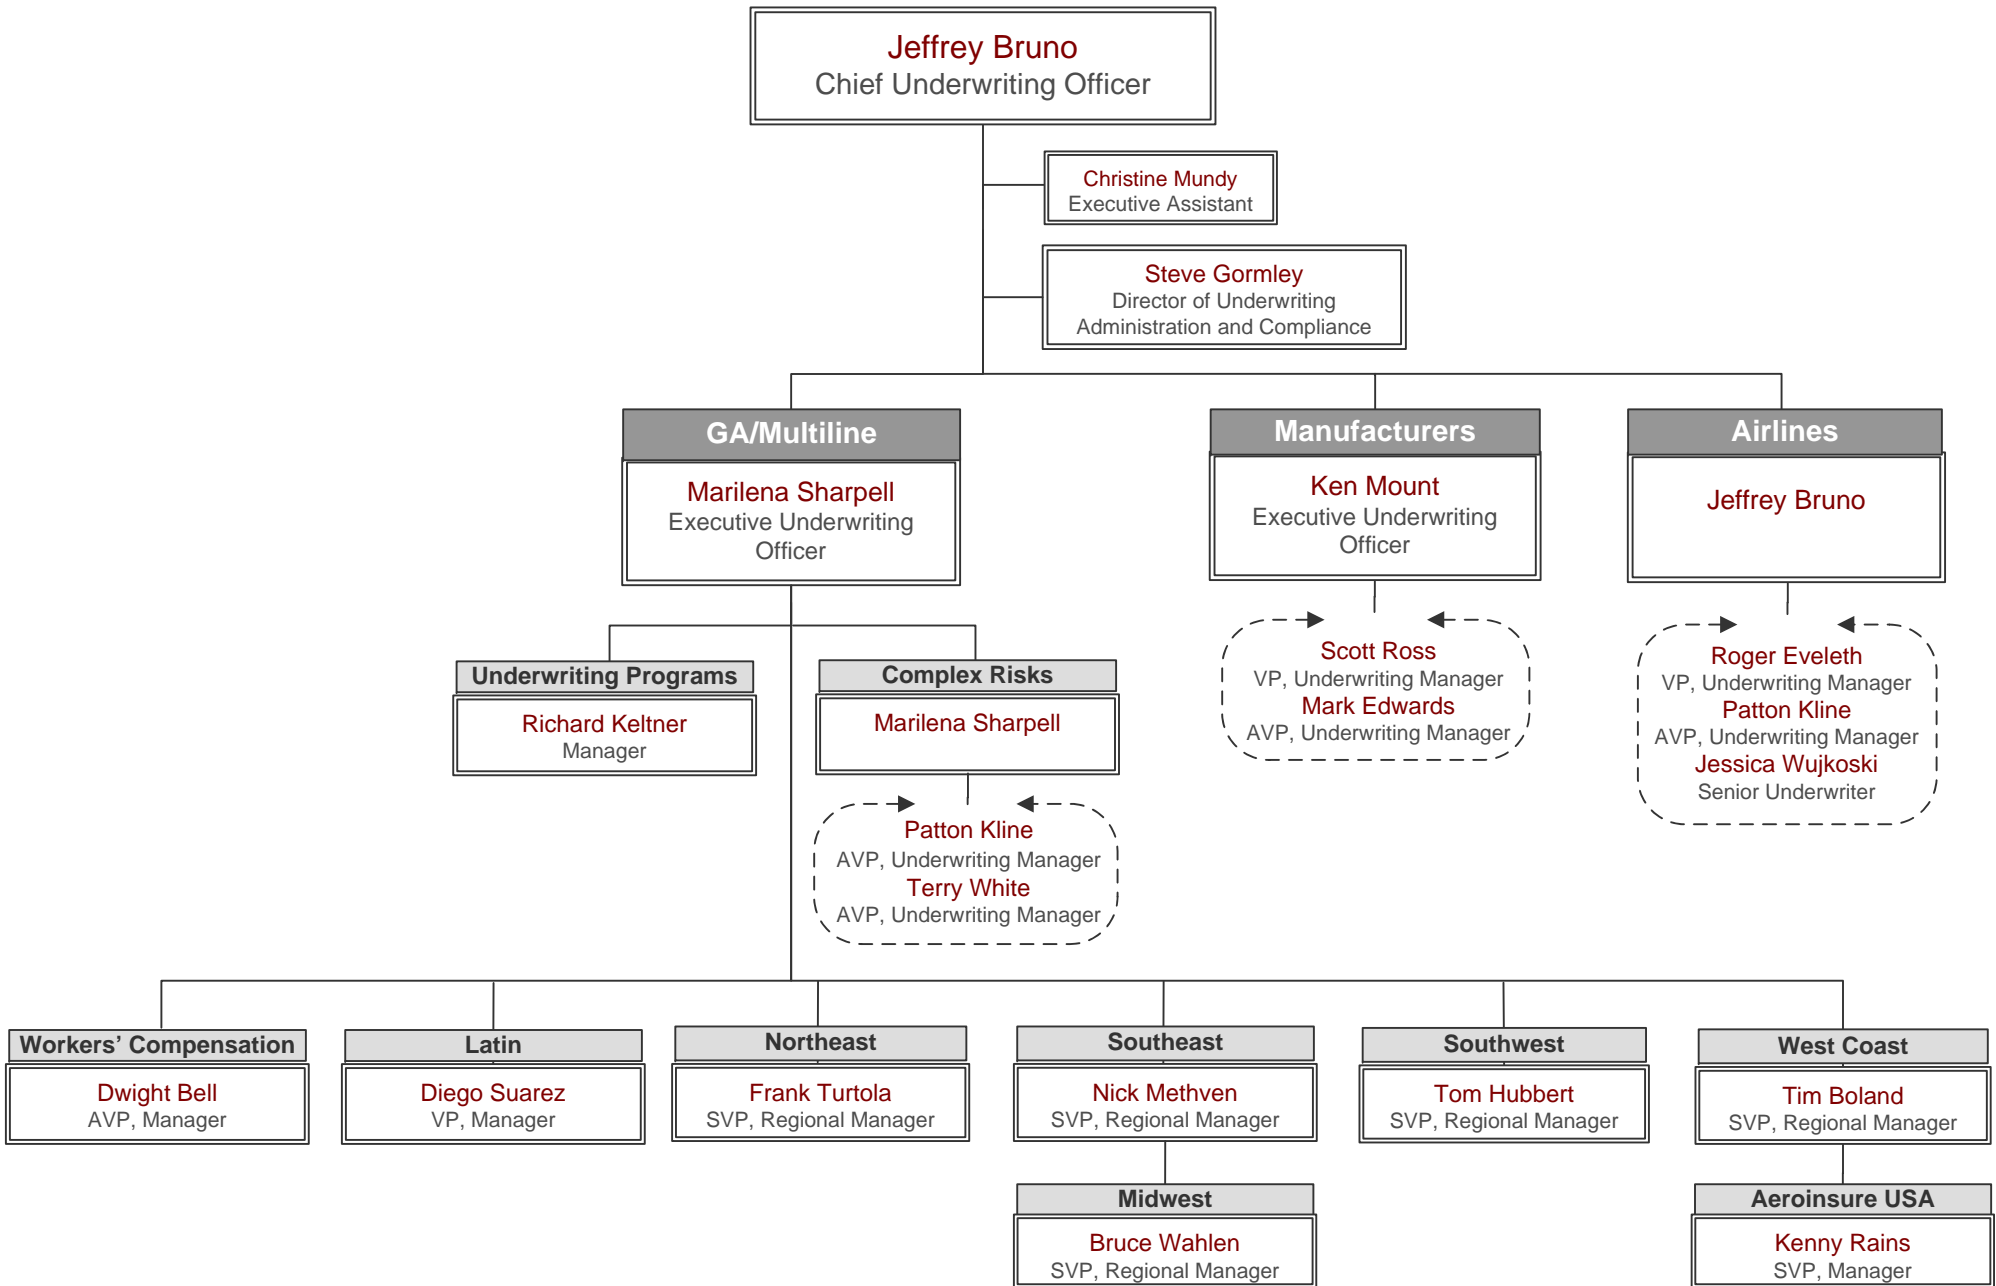 Jeffrey Bruno
Chief Underwriting Officer
Christine Mundy
Executive Assistant
Steve Gormley
Director of Underwriting
Administration and Compliance
GA/Multiline
Marilena Sharpell
Executive Underwriting
Officer
Manufacturers
Ken Mount
Executive Underwriting
Officer
Airlines
Jeffrey Bruno
Underwriting Programs
Richard Keltner
Manager
Complex Risks
Marilena Sharpell
Patton Kline
AVP, Underwriting Manager
Terry White
AVP, Underwriting Manager
Scott Ross
VP, Underwriting Manager
Mark Edwards
AVP, Underwriting Manager
Roger Eveleth
VP, Underwriting Manager
Patton Kline
AVP, Underwriting Manager
Jessica Wujkoski
Senior Underwriter
Workers’ Compensation
Dwight Bell
AVP, Manager
Latin
Diego Suarez
VP, Manager
Northeast
Frank Turtola
SVP, Regional Manager
Southeast
Nick Methven
SVP, Regional Manager
Southwest
Tom Hubbert
SVP, Regional Manager
West Coast
Tim Boland
SVP, Regional Manager
Midwest
Bruce Wahlen
SVP, Regional Manager
Aeroinsure USA
Kenny Rains
SVP, Manager